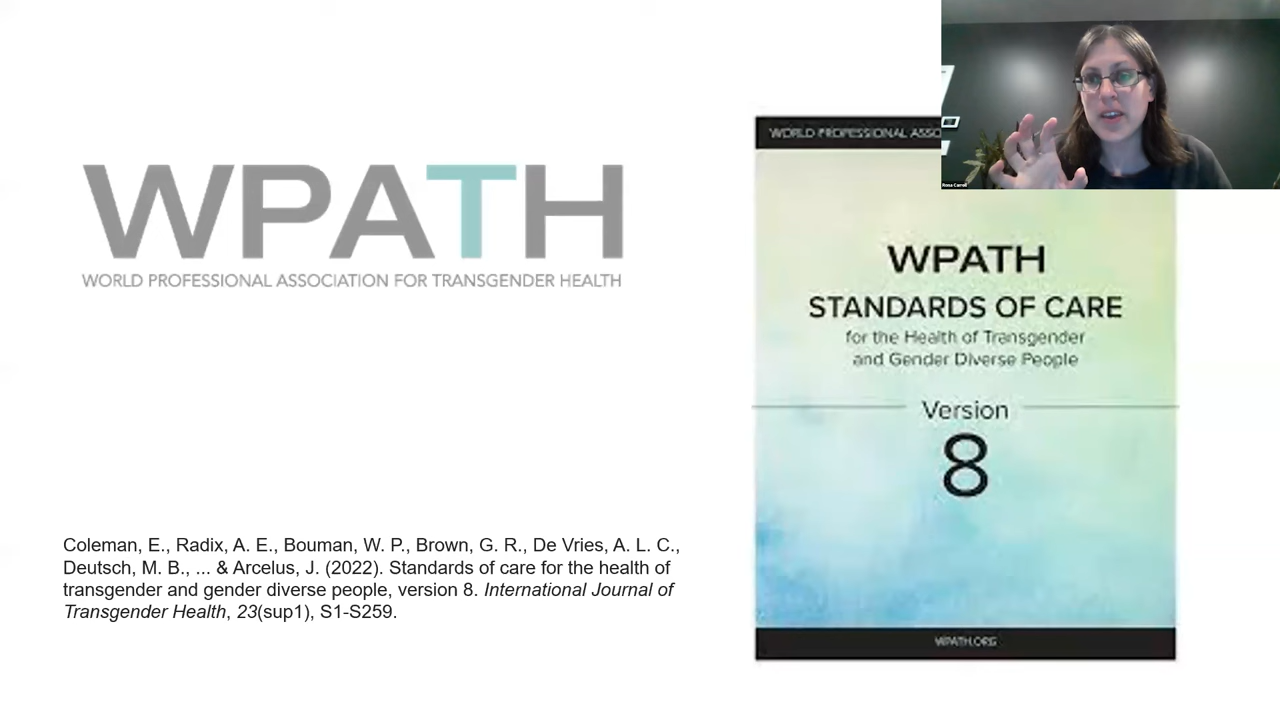 WPATH
WORLD PROFESSIONAL ASSOCIATION FOR TRANSGENDER HEALTH
Coleman, E., Radix, A. E., Bouman, W. P., Brown, G. R., De Vries, A. L. C.,
Deutsch, M. B., ... & Arcelus, J. (2022). Standards of care for the health of
transgender and gender diverse people, version 8. International Journal of
Transgender Health, 23(sup1), S1-S259.
WORLD PROFESSIONAL ASSO
WPATH
STANDARDS OF CARE
for the Health of Transgender
and Gender Diverse People
Version
8
WPATH.ORG
Rosa Carroll